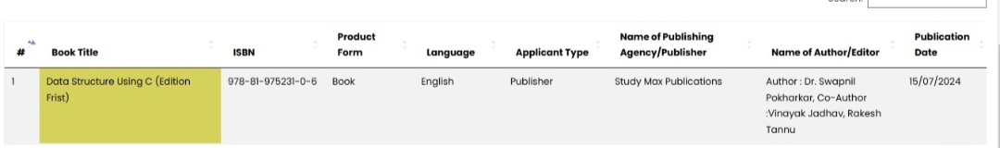 Search:
# Book Title ISBN Product Form Language Applicant Type Name of Publishing Agency/Publisher Name of Author/Editor Publication Date
1 Data Structure Using C (Edition Frist) 978-81-975231-0-6 Book English Publisher Study Max Publications Author : Dr. Swapnil Pokharkar, Co-Author :Vinayak Jadhav, Rakesh Tannu 15/07/2024